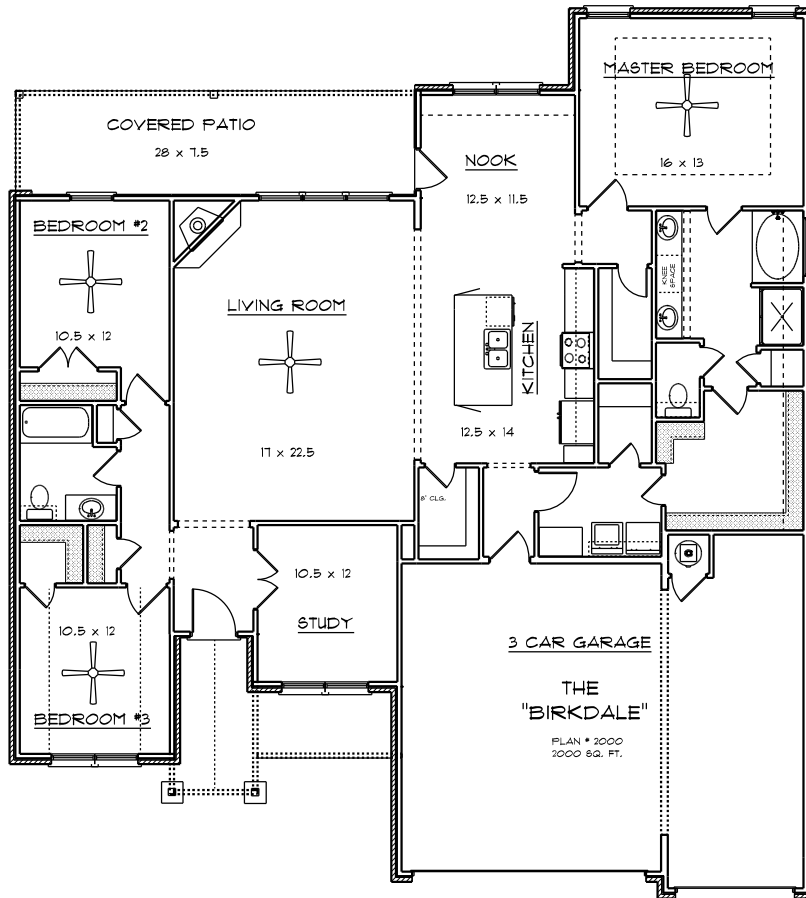 MASTER BEDROOM
16 x 13
COVERED PATIO
28 x 7.5
NOOK
12.5 x 11.5
BEDROOM #2
10.5 x 12
KNEE
SPACE
LIVING ROOM
17 x 22.5
KITCHEN
12.5 x 14
8' CLG.
10.5 x 12
STUDY
10.5 x 12
BEDROOM #3
3 CAR GARAGE
THE
"BIRKDALE"
PLAN # 2000
2000 SQ. FT.